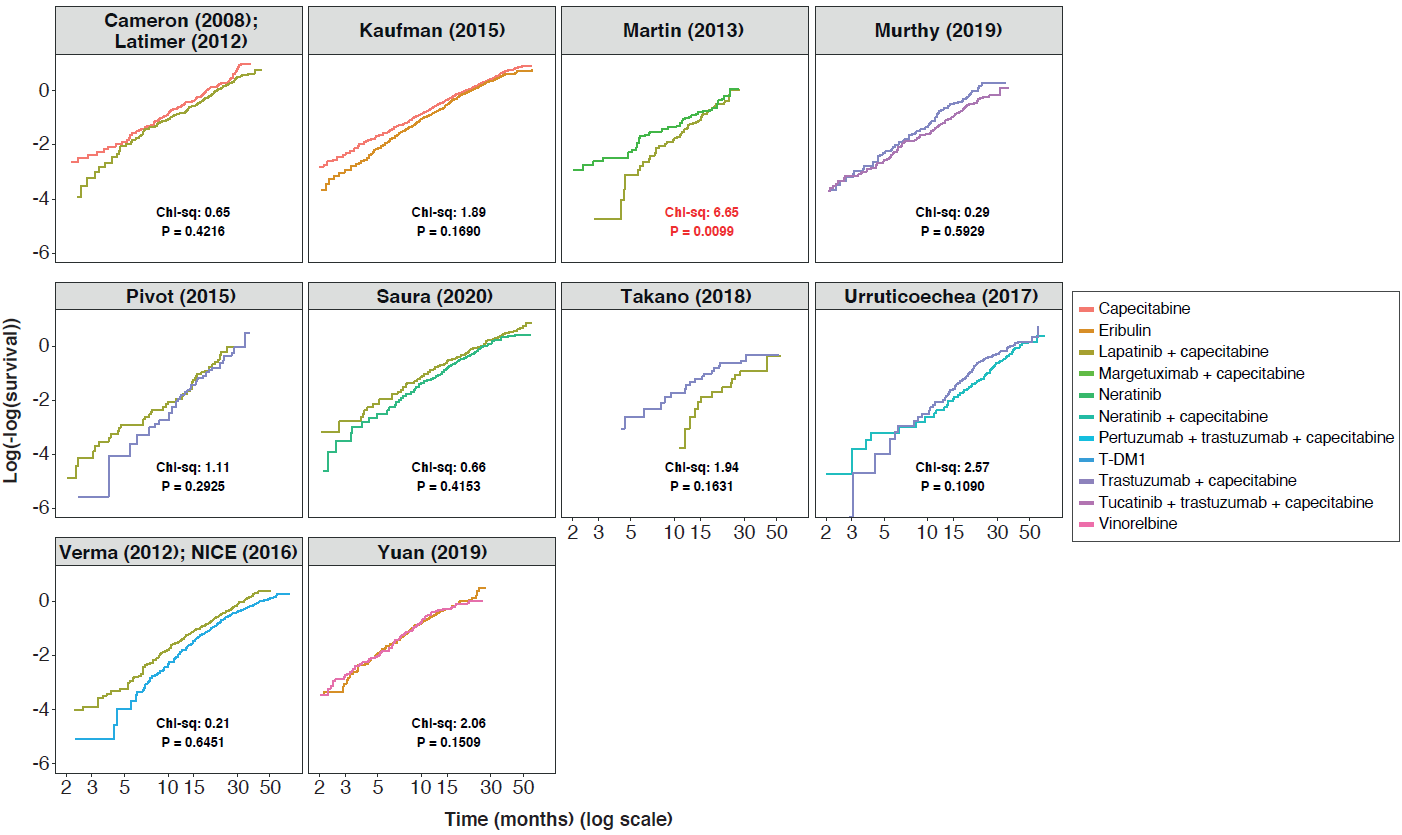 Cameron (2008);
Latimer (2012)
Kaufman (2015)
Martin (2013)
Murthy (2019)
0
-2
-4
-6
Chi-sq: 0.65
P = 0.4216
Chi-sq: 1.89
P = 0.1690
Chi-sq: 6.65
P = 0.0099
Chi-sq: 0.29
P = 0.5929
Pivot (2015)
Saura (2020)
Takano (2018)
Urruticoechea (2017)
Log(-log(survival))
0
-2
-4
-6
Chi-sq: 1.11
P = 0.2925
Chi-sq: 0.66
P = 0.4153
Chi-sq: 1.94
P = 0.1631
Chi-sq: 2.57
P = 0.1090
2 3 5 10 15 30 50
2 3 5 10 15 30 50
Capecitabine
Eribulin
Lapatinib + capecitabine
Margetuximab + capecitabine
Neratinib
Neratinib + capecitabine
Pertuzumab + trastuzumab + capecitabine
T-DM1
Trastuzumab + capecitabine
Tucatinib + trastuzumab + capecitabine
Vinorelbine
Verma (2012); NICE (2016)
Yuan (2019)
0
-2
-4
-6
Chi-sq: 0.21
P = 0.6451
Chi-sq: 2.06
P = 0.1509
2 3 5 10 15 30 50
2 3 5 10 15 30 50
Time (months) (log scale)